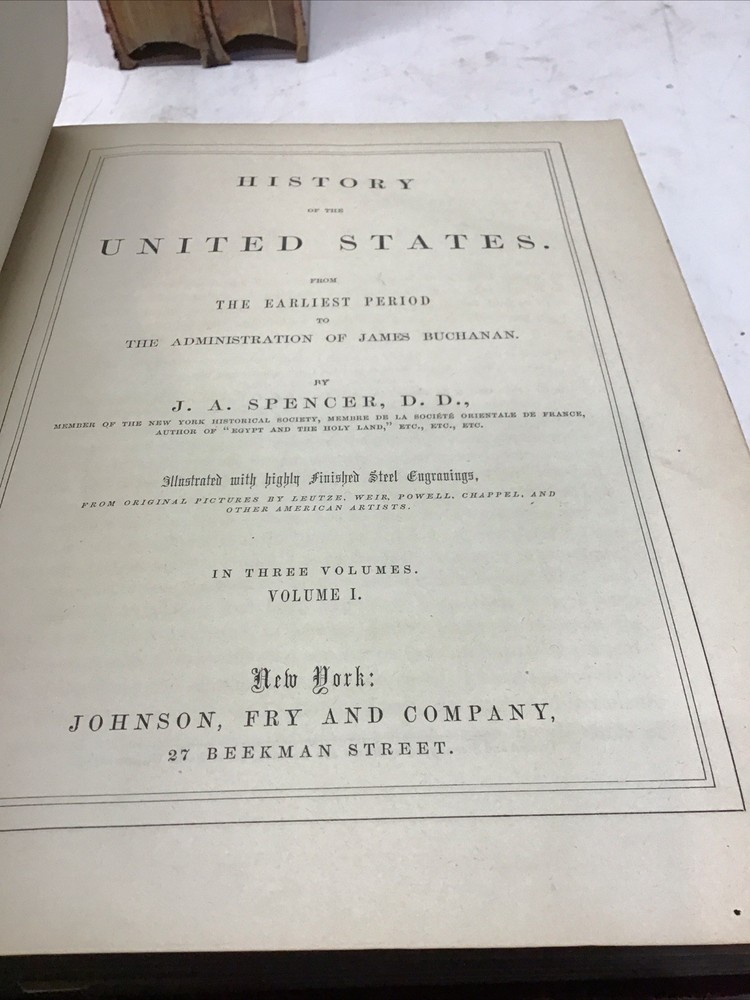 HISTORY
OF THE
UNITED STATES.
FROM
THE EARLIEST PERIOD
TO
THE ADMINISTRATION OF JAMES BUCHANAN.
BY
J. A. SPENCER, D. D.,
MEMBER OF THE NEW YORK HISTORICAL SOCIETY, MEMBRE DE LA SOCIÉTÉ ORIENTALE DE FRANCE,
AUTHOR OF "EGYPT AND THE HOLY LAND," ETC., ETC., ETC.
Illustrated with highly Finished Steel Engravings,
FROM ORIGINAL PICTURES BY LEUTZE, WEIR, POWELL, CHAPPEL, AND
OTHER AMERICAN ARTISTS.
IN THREE VOLUMES.
VOLUME I.
New York:
JOHNSON, FRY AND COMPANY,
27 BEEKMAN STREET.